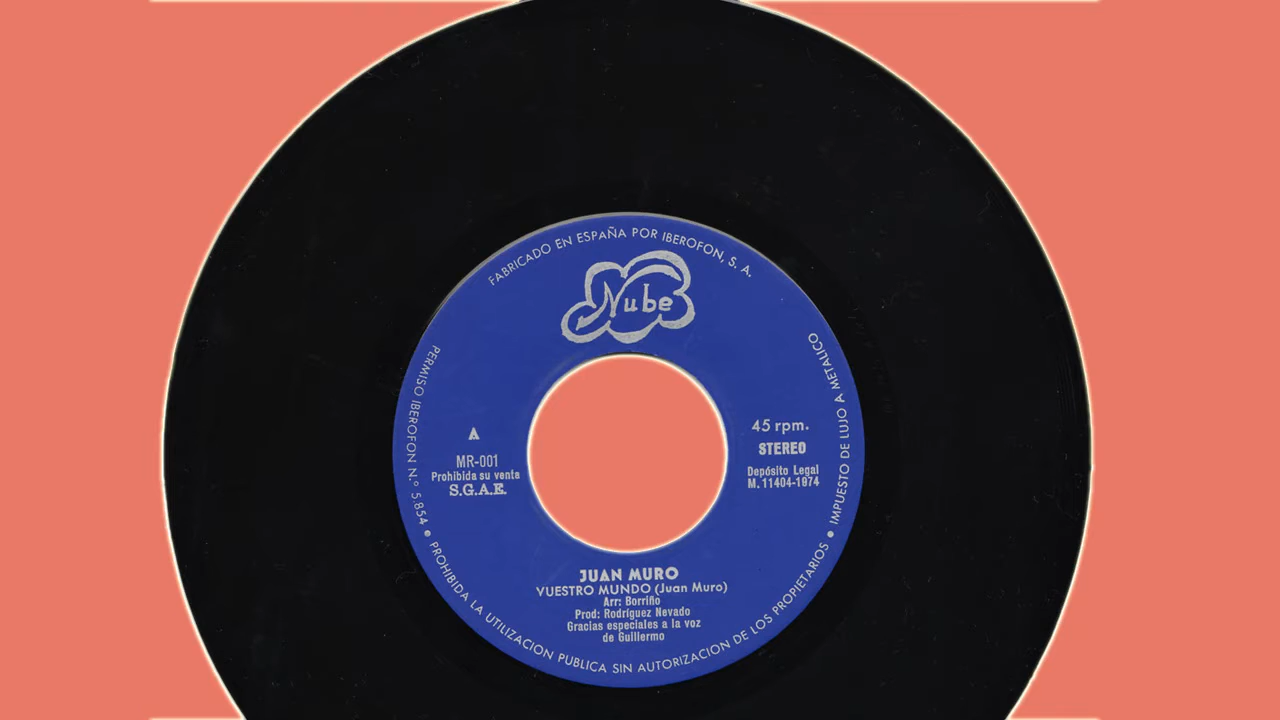 FABRICADO EN ESPAÑA POR IBEROFON, S. A.
Nube
PERMISO IBEROFON N.º 5.854 • PROHIBIDA LA UTILIZACION PUBLICA SIN AUTORIZACION DE LOS PROPIETARIOS • IMPUESTO DE LUJO A METALICO
A
MR-001
Prohibida su venta
S.G.A.E.
45 rpm.
STEREO
Depósito Legal
M. 11404-1974
JUAN MURO
VUESTRO MUNDO (Juan Muro)
Arr: Borriño
Prod: Rodríguez Nevado
Gracias especiales a la voz
de Guillermo